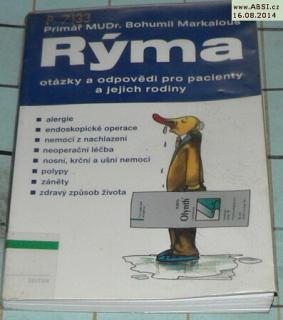 www.ABSI.cz
16.08.2014
P 7133
Primář MUDr. Bohumil Markalous
Rýma
otázky a odpovědi pro pacienty
a jejich rodiny
alergie
endoskopické operace
nemoci z nachlazení
neoperační léčba
nosní, krční a ušní nemoci
polypy
záněty
zdravý způsob života
Olynth